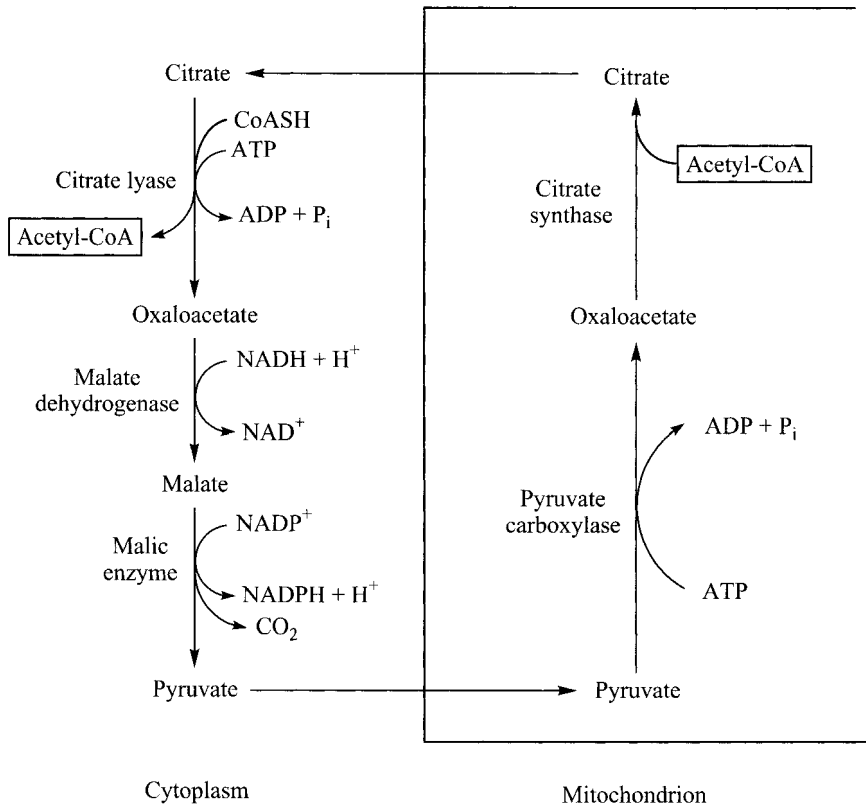 Citrate
Citrate
CoASH
ATP
Citrate lyase
ADP + Pᵢ
Acetyl-CoA
Acetyl-CoA
Citrate
synthase
Oxaloacetate
Oxaloacetate
NADH + H⁺
Malate
dehydrogenase
NAD⁺
ADP + Pᵢ
Malate
Pyruvate
carboxylase
NADP⁺
Malic
enzyme
NADPH + H⁺
CO₂
ATP
Pyruvate
Pyruvate
Cytoplasm
Mitochondrion